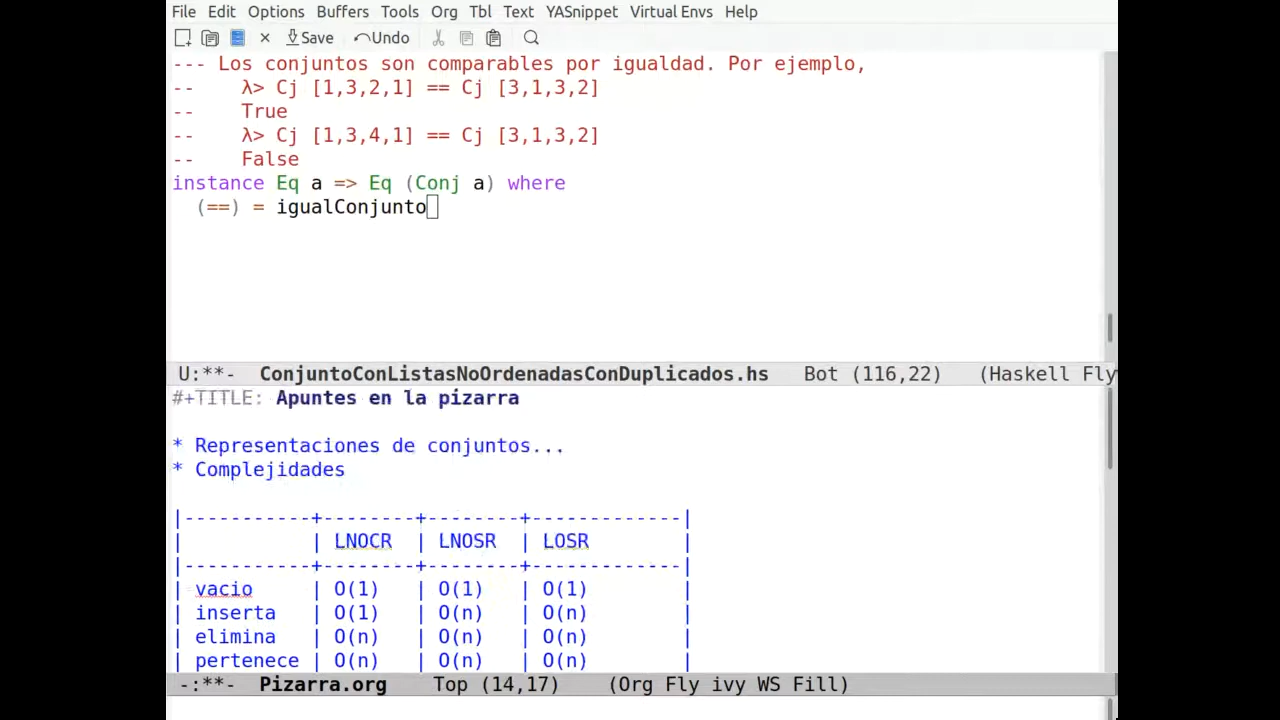 File Edit Options Buffers Tools Org Tbl Text YASnippet Virtual Envs Help
Save Undo
--- Los conjuntos son comparables por igualdad. Por ejemplo,
--    λ> Cj [1,3,2,1] == Cj [3,1,3,2]
--    True
--    λ> Cj [1,3,4,1] == Cj [3,1,3,2]
--    False
instance Eq a => Eq (Conj a) where
  (==) = igualConjunto
U:**-  ConjuntoConListasNoOrdenadasConDuplicados.hs   Bot (116,22)   (Haskell Fly
#+TITLE: Apuntes en la pizarra
* Representaciones de conjuntos...
* Complejidades
|-----------+--------+--------+-------------|
|           | LNOCR  | LNOSR  | LOSR        |
|-----------+--------+--------+-------------|
| vacio     | O(1)   | O(1)   | O(1)        |
| inserta   | O(1)   | O(n)   | O(n)        |
| elimina   | O(n)   | O(n)   | O(n)        |
| pertenece | O(n)   | O(n)   | O(n)        |
-:**-  Pizarra.org    Top (14,17)    (Org Fly ivy WS Fill)